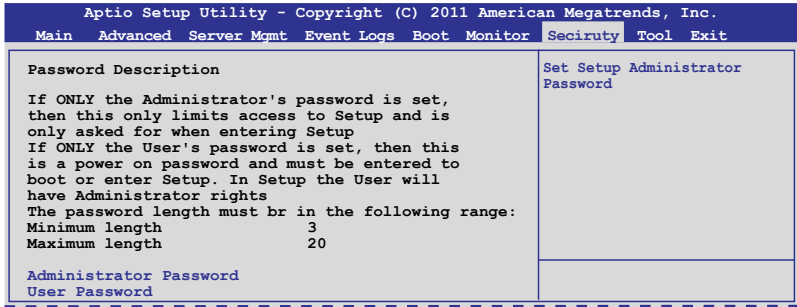 Aptio Setup Utility - Copyright (C) 2011 American Megatrends, Inc.
Main Advanced Server Mgmt Event Logs Boot Monitor Seciruty Tool Exit
Password Description
If ONLY the Administrator's password is set,
then this only limits access to Setup and is
only asked for when entering Setup
If ONLY the User's password is set, then this
is a power on password and must be entered to
boot or enter Setup. In Setup the User will
have Administrator rights
The password length must br in the following range:
Minimum length 3
Maximum length 20
Administrator Password
User Password
Set Setup Administrator
Password